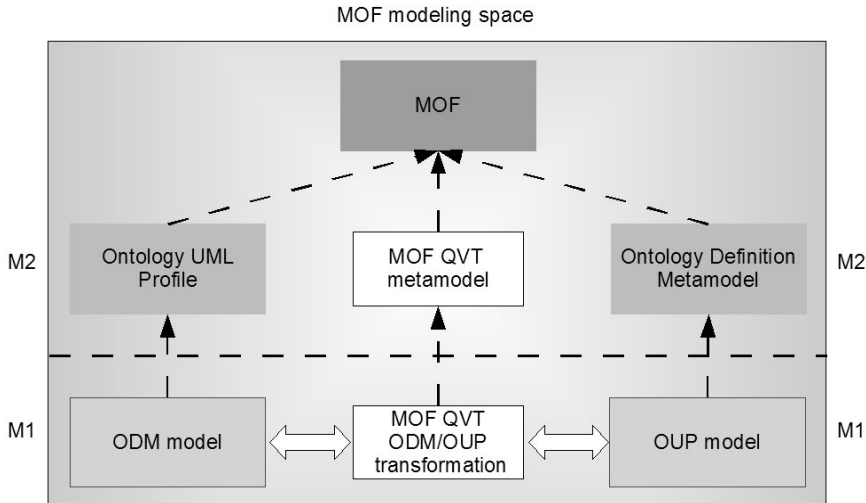 MOF modeling space
MOF
M2
Ontology UML
Profile
MOF QVT
metamodel
Ontology Definition
Metamodel
M2
M1
ODM model
MOF QVT
ODM/OUP
transformation
OUP model
M1